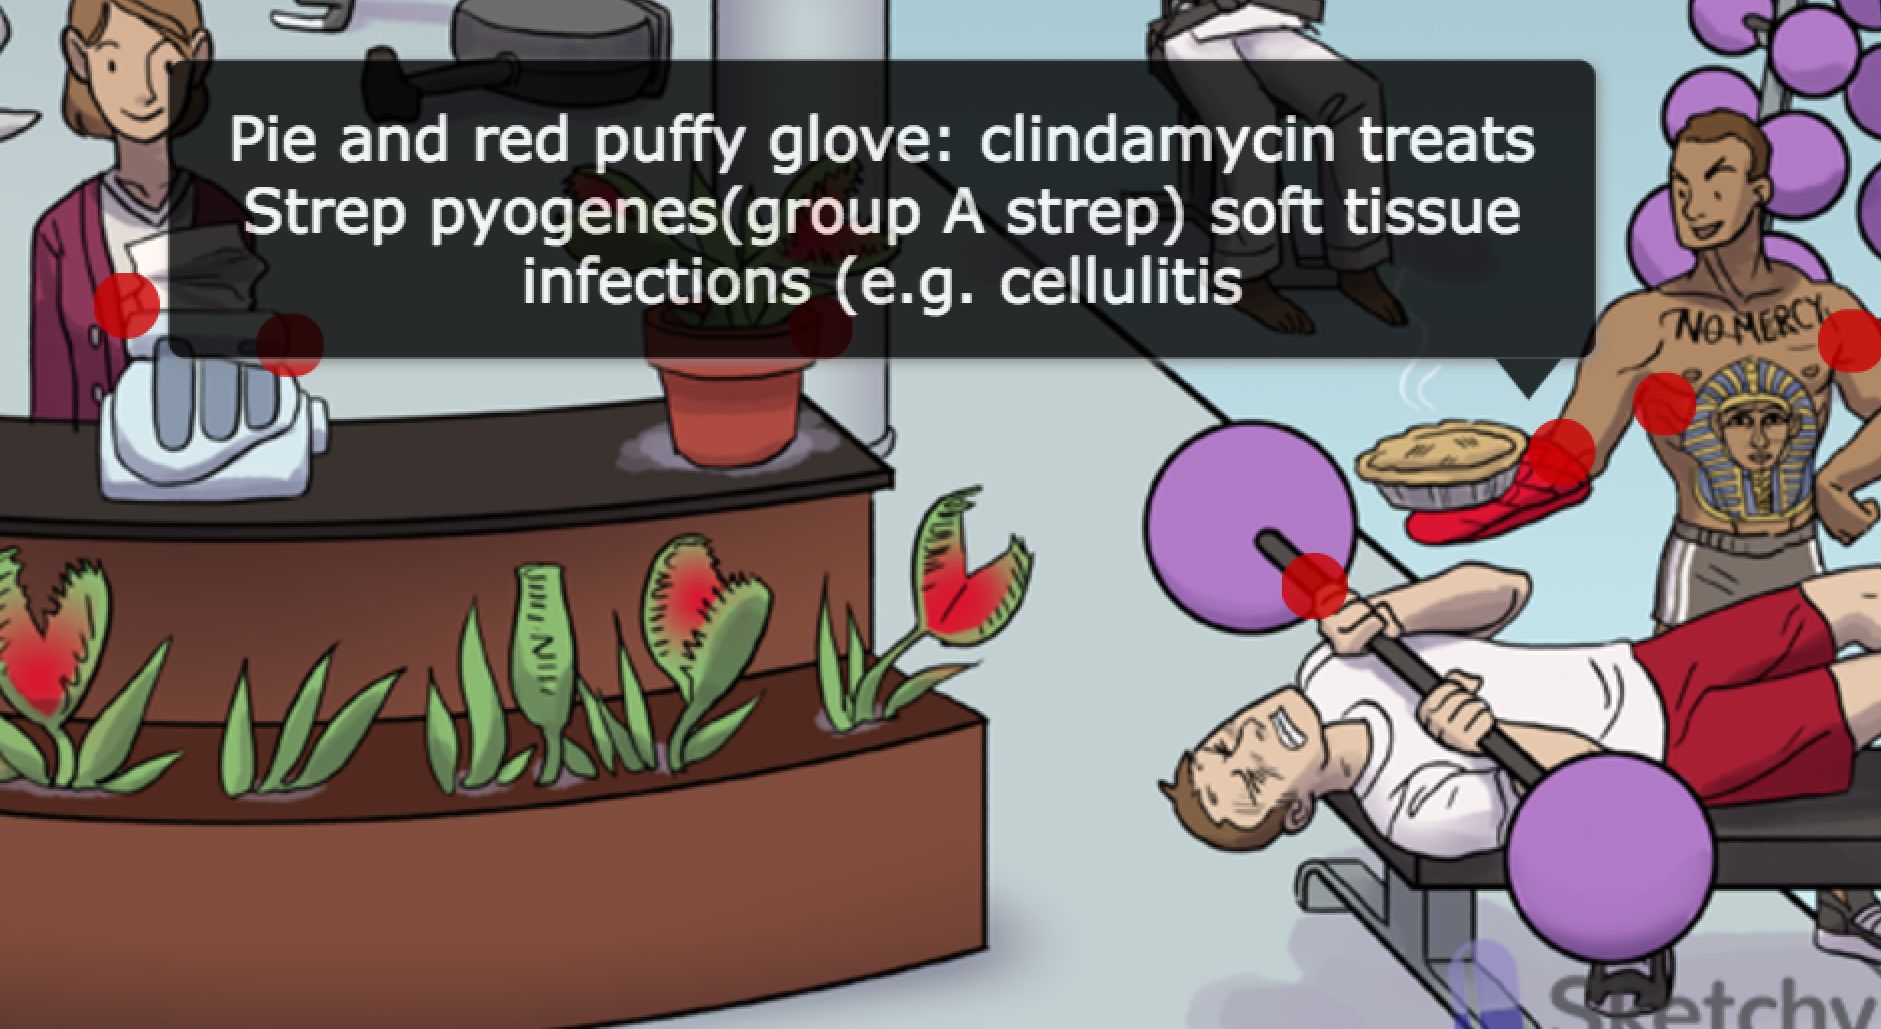 Pie and red puffy glove: clindamycin treats
Strep pyogenes(group A strep) soft tissue
infections (e.g. cellulitis
NO MERCY
Sketchy